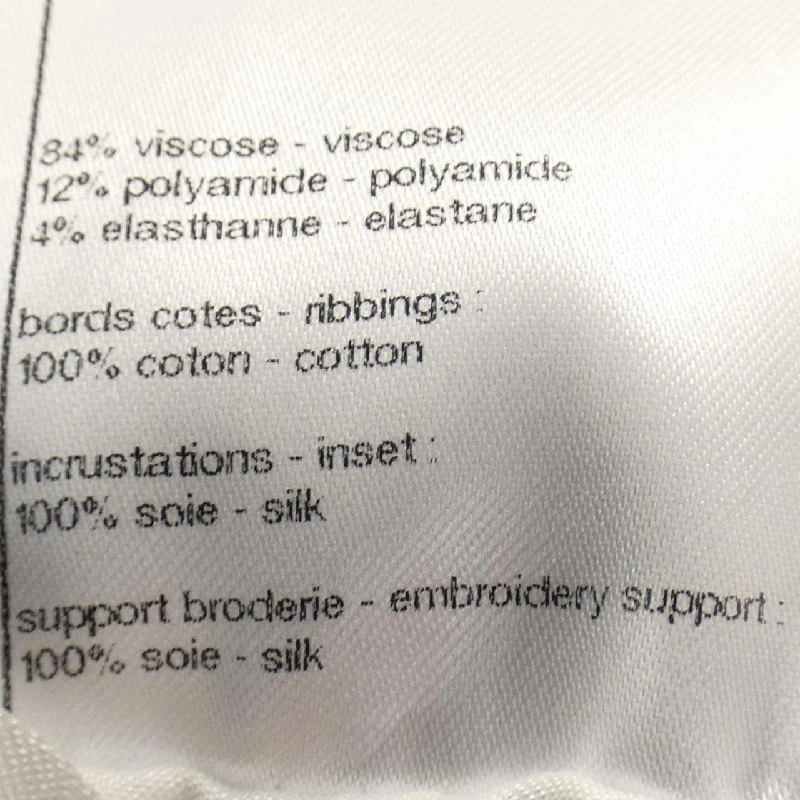 84% viscose - viscose
12% polyamide - polyamide
4% elasthanne - elastane
bords cotes - ribbings :
100% coton - cotton
incrustations - inset :
100% soie - silk
support broderie - embroidery support :
100% soie - silk